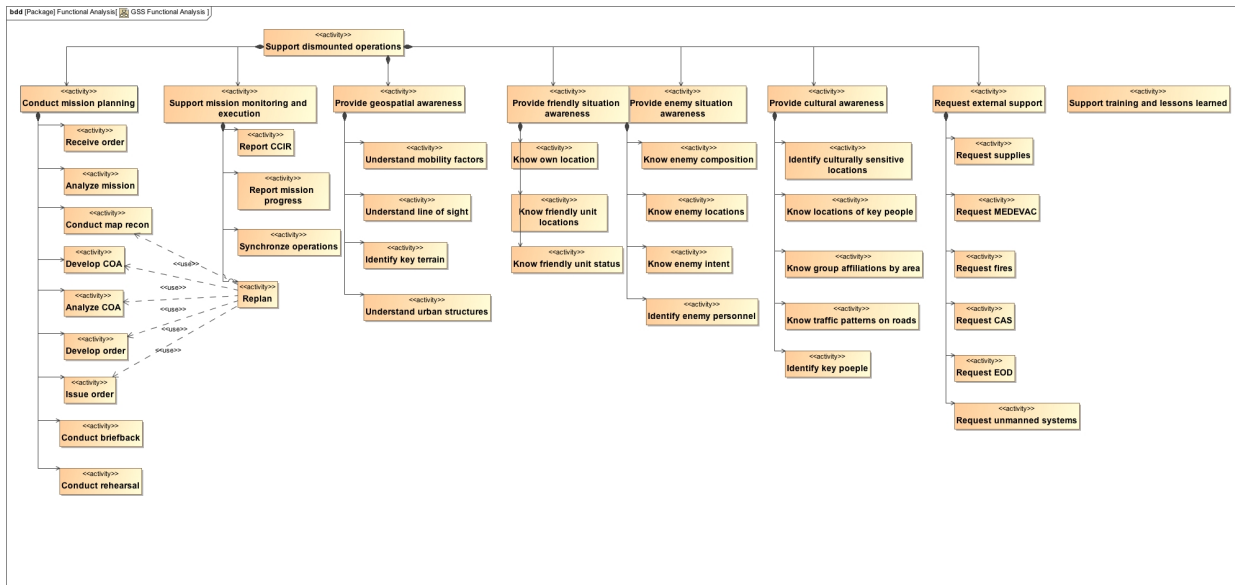 bdd [Package] Functional Analysis[ GSS Functional Analysis ]
<<activity>>
Support dismounted operations
<<activity>>
Conduct mission planning
<<activity>>
Support mission monitoring and
execution
<<activity>>
Provide geospatial awareness
<<activity>>
Provide friendly situation
awareness
<<activity>>
Provide enemy situation
awareness
<<activity>>
Provide cultural awareness
<<activity>>
Request external support
<<activity>>
Support training and lessons learned
<<activity>>
Receive order
<<activity>>
Analyze mission
<<activity>>
Conduct map recon
<<activity>>
Develop COA
<<activity>>
Analyze COA
<<activity>>
Develop order
<<activity>>
Issue order
<<activity>>
Conduct briefback
<<activity>>
Conduct rehearsal
<<activity>>
Report CCIR
<<activity>>
Report mission
progress
<<activity>>
Synchronze operations
<<activity>>
Replan
<<use>>
<<use>>
<<use>>
<<use>>
<<use>>
<<activity>>
Understand mobility factors
<<activity>>
Understand line of sight
<<activity>>
Identify key terrain
<<activity>>
Understand urban structures
<<activity>>
Know own location
<<activity>>
Know friendly unit
locations
<<activity>>
Know friendly unit status
<<activity>>
Know enemy composition
<<activity>>
Know enemy locations
<<activity>>
Know enemy intent
<<activity>>
Identify enemy personnel
<<activity>>
Identify culturally sensitive
locations
<<activity>>
Know locations of key people
<<activity>>
Know group affiliations by area
<<activity>>
Know traffic patterns on roads
<<activity>>
Identify key poeple
<<activity>>
Request supplies
<<activity>>
Request MEDEVAC
<<activity>>
Request fires
<<activity>>
Request CAS
<<activity>>
Request EOD
<<activity>>
Request unmanned systems